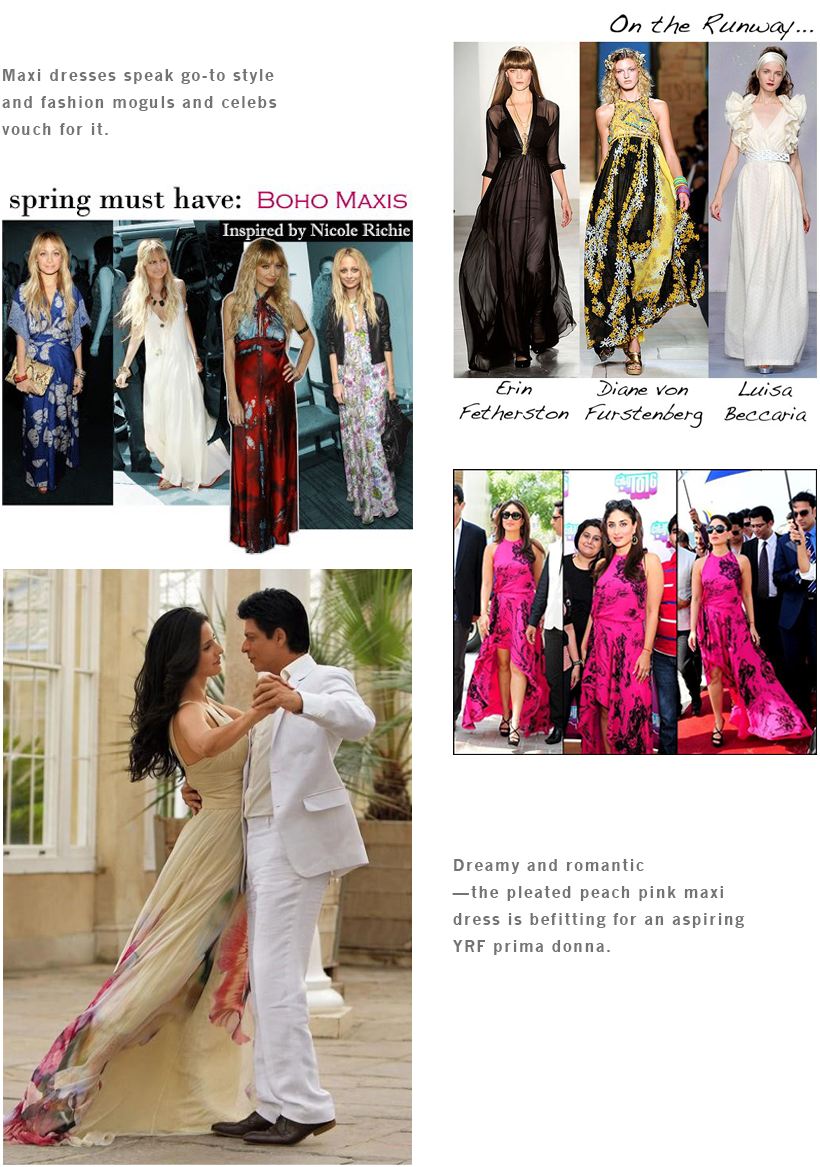 On the Runway...
Maxi dresses speak go-to style
and fashion moguls and celebs
vouch for it.
spring must have: BOHO MAXIS
Inspired by Nicole Richie
Erin
Fetherston
Diane von
Furstenberg
Luisa
Beccaria
Dreamy and romantic
—the pleated peach pink maxi
dress is befitting for an aspiring
YRF prima donna.